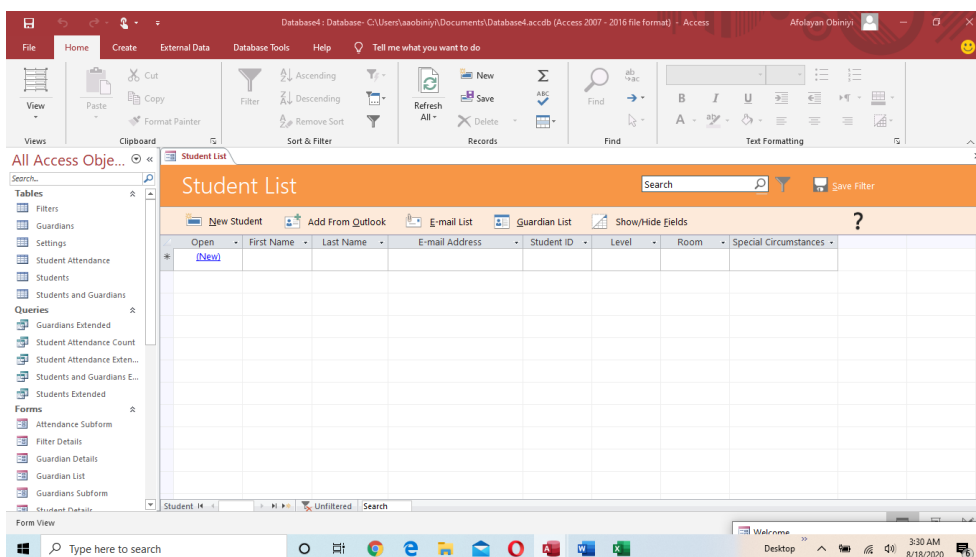 Database4 : Database- C:\Users\aaobiniyi\Documents\Database4.accdb (Access 2007 - 2016 file format) - Access
Afolayan Obiniyi
File Home Create External Data Database Tools Help Tell me what you want to do
View
Paste
Cut
Copy
Format Painter
Filter
Ascending
Descending
Remove Sort
Refresh
All
New
Save
Delete
ABC
Find
B I U
A
Views Clipboard Sort & Filter Records Find Text Formatting
All Access Obje...
Search...
Tables
Filters
Guardians
Settings
Student Attendance
Students
Students and Guardians
Queries
Guardians Extended
Student Attendance Count
Student Attendance Exten...
Students and Guardians E...
Students Extended
Forms
Attendance Subform
Filter Details
Guardian Details
Guardian List
Guardians Subform
Student Details
Student List
Student List
Search
Save Filter
New Student Add From Outlook E-mail List Guardian List Show/Hide Fields ?
Open First Name Last Name E-mail Address Student ID Level Room Special Circumstances
(New)
Student Unfiltered Search
Form View
Welcome
Type here to search
Desktop
3:30 AM
8/18/2020